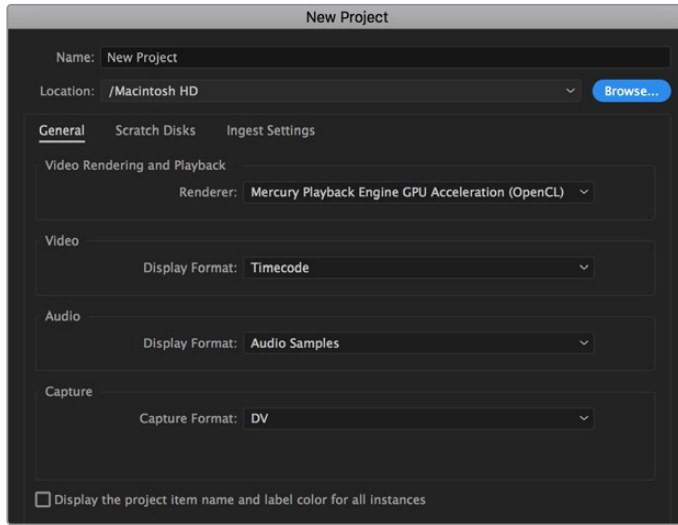 New Project
Name: New Project
Location: /Macintosh HD Browse...
General Scratch Disks Ingest Settings
Video Rendering and Playback
Renderer: Mercury Playback Engine GPU Acceleration (OpenCL)
Video
Display Format: Timecode
Audio
Display Format: Audio Samples
Capture
Capture Format: DV
Display the project item name and label color for all instances